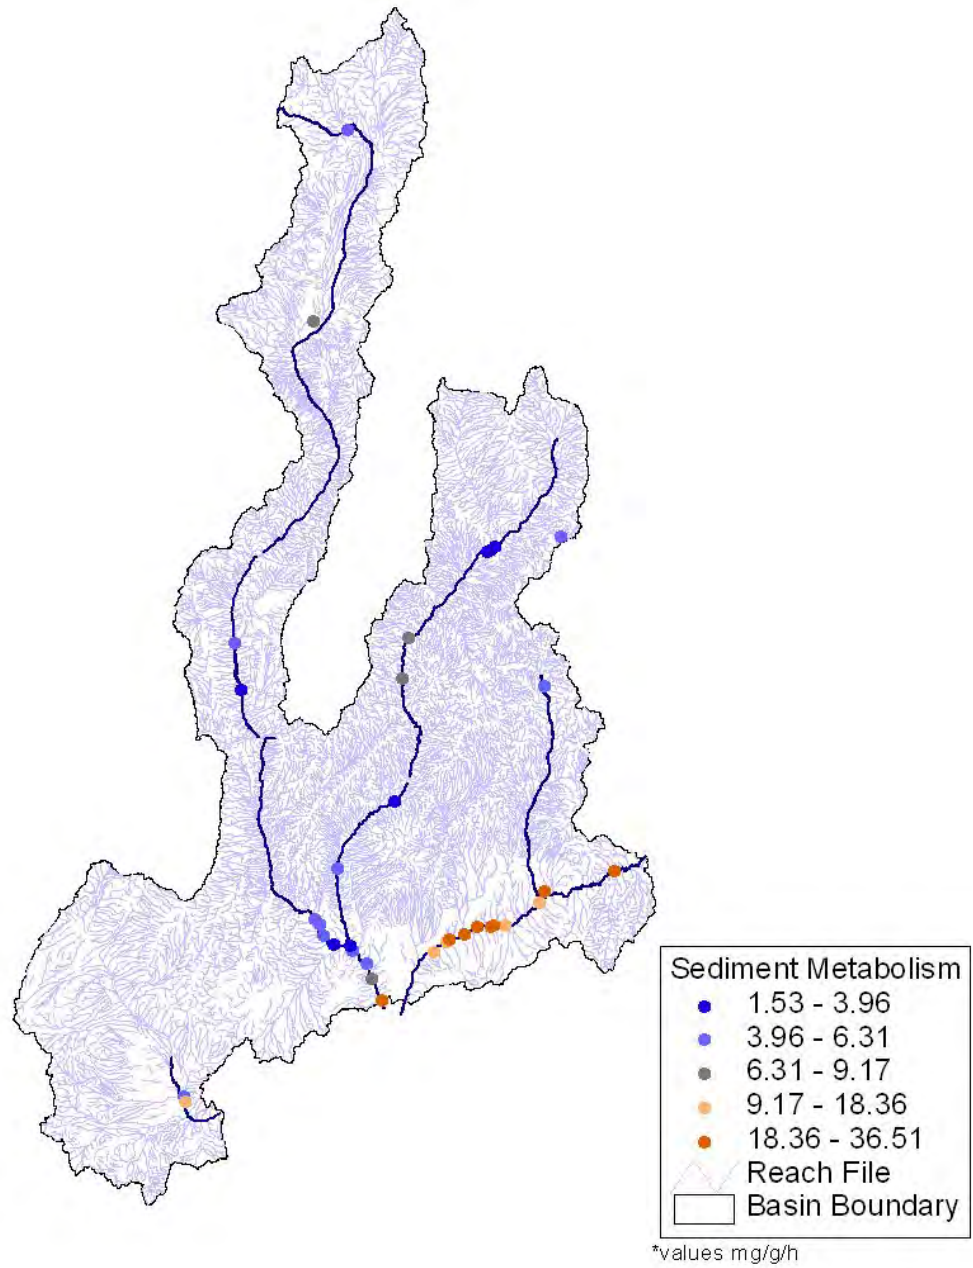 Sediment Metabolism
1.53 - 3.96
3.96 - 6.31
6.31 - 9.17
9.17 - 18.36
18.36 - 36.51
Reach File
Basin Boundary
*values mg/g/h